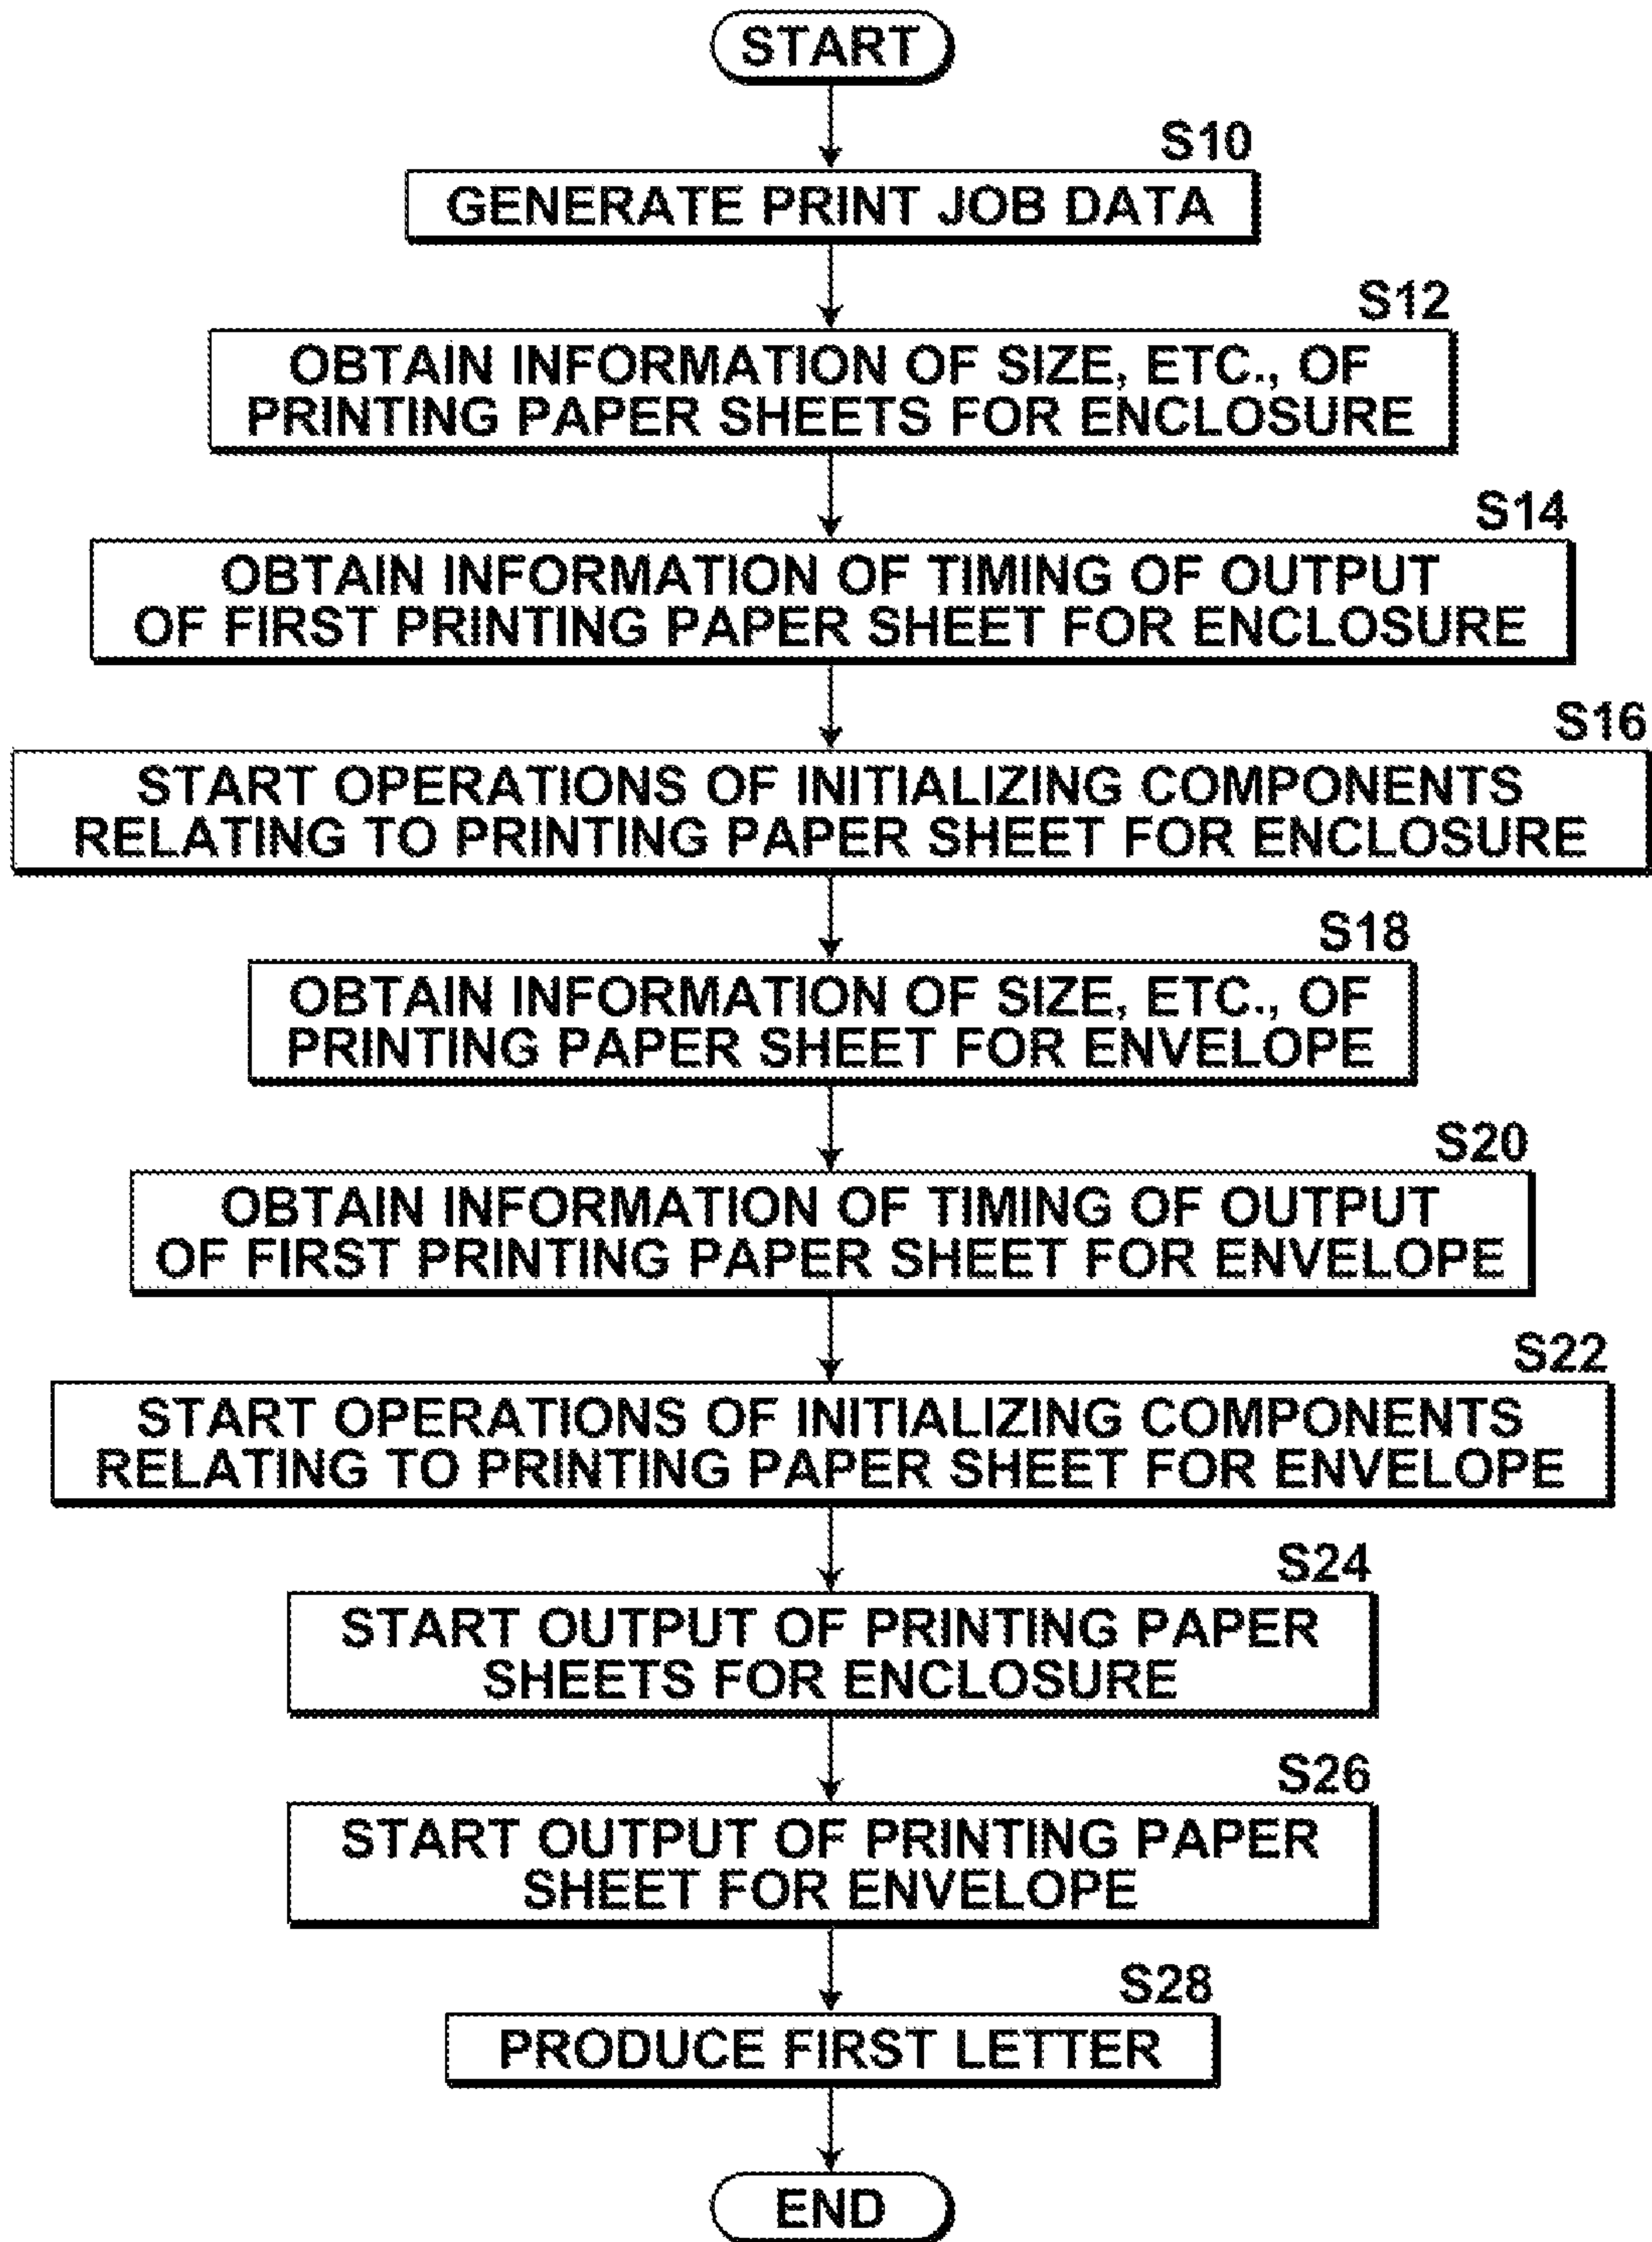 START
S10
GENERATE PRINT JOB DATA
S12
OBTAIN INFORMATION OF SIZE, ETC., OF
PRINTING PAPER SHEETS FOR ENCLOSURE
S14
OBTAIN INFORMATION OF TIMING OF OUTPUT
OF FIRST PRINTING PAPER SHEET FOR ENCLOSURE
S16
START OPERATIONS OF INITIALIZING COMPONENTS
RELATING TO PRINTING PAPER SHEET FOR ENCLOSURE
S18
OBTAIN INFORMATION OF SIZE, ETC., OF
PRINTING PAPER SHEET FOR ENVELOPE
S20
OBTAIN INFORMATION OF TIMING OF OUTPUT
OF FIRST PRINTING PAPER SHEET FOR ENVELOPE
S22
START OPERATIONS OF INITIALIZING COMPONENTS
RELATING TO PRINTING PAPER SHEET FOR ENVELOPE
S24
START OUTPUT OF PRINTING PAPER
SHEETS FOR ENCLOSURE
S26
START OUTPUT OF PRINTING PAPER
SHEET FOR ENVELOPE
S28
PRODUCE FIRST LETTER
END